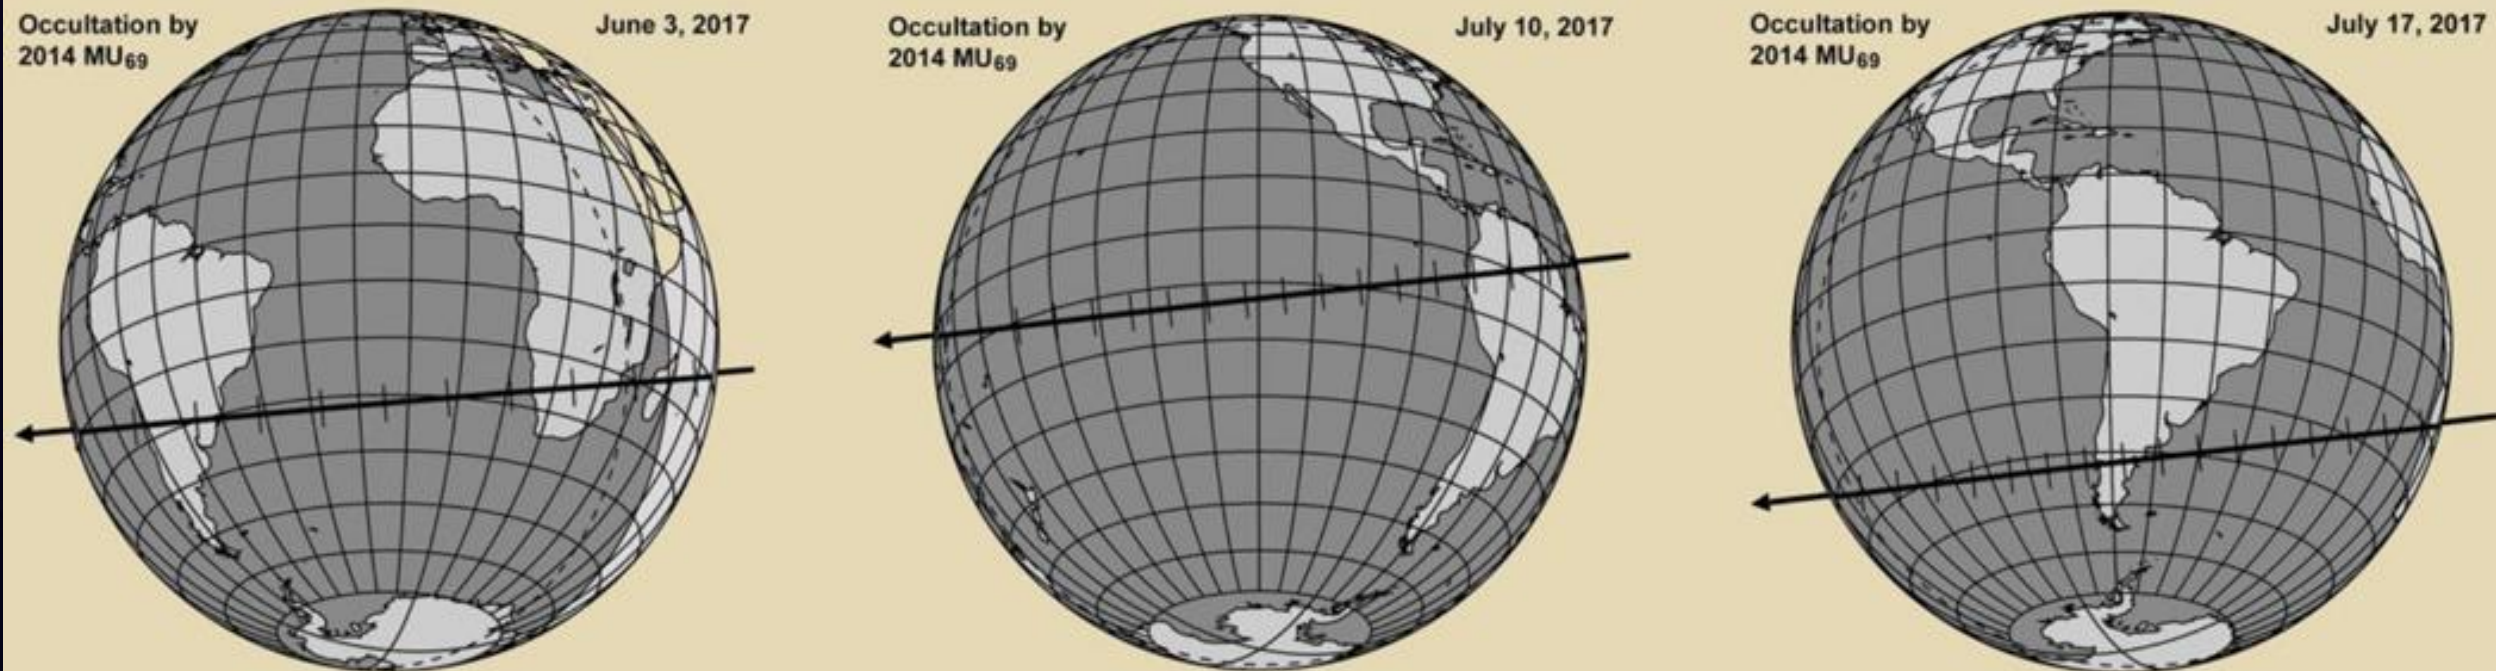 Occultation by
2014 MU69
June 3, 2017
Occultation by
2014 MU69
July 10, 2017
Occultation by
2014 MU69
July 17, 2017